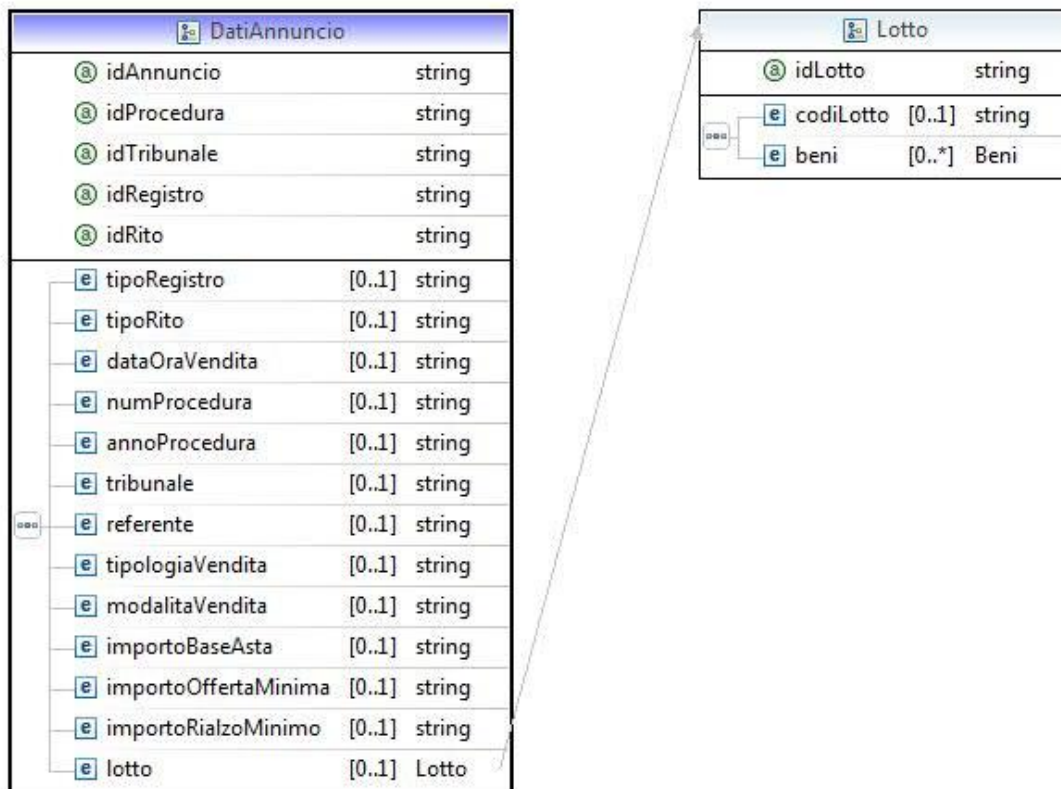 DatiAnnuncio
a idAnnuncio string
a idProcedura string
a idTribunale string
a idRegistro string
a idRito string
e tipoRegistro [0..1] string
e tipoRito [0..1] string
e dataOraVendita [0..1] string
e numProcedura [0..1] string
e annoProcedura [0..1] string
e tribunale [0..1] string
e referente [0..1] string
e tipologiaVendita [0..1] string
e modalitaVendita [0..1] string
e importoBaseAsta [0..1] string
e importoOffertaMinima [0..1] string
e importoRialzoMinimo [0..1] string
e lotto [0..1] Lotto
Lotto
a idLotto string
e codiLotto [0..1] string
e beni [0..*] Beni